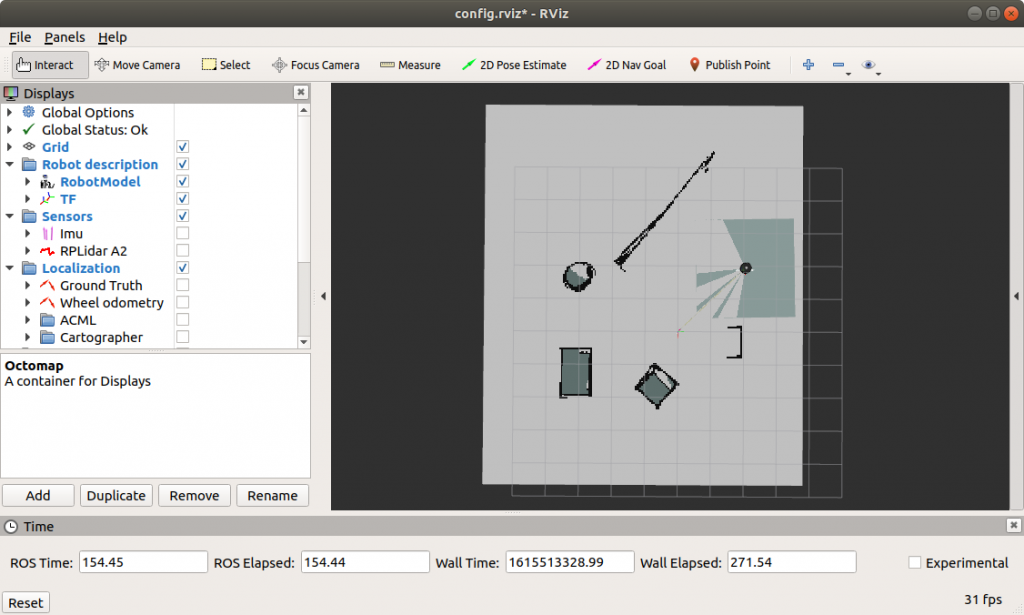 config.rviz* - RViz
File Panels Help
Interact Move Camera Select Focus Camera Measure 2D Pose Estimate 2D Nav Goal Publish Point
Displays
Global Options
Global Status: Ok
Grid
Robot description
RobotModel
TF
Sensors
Imu
RPLidar A2
Localization
Ground Truth
Wheel odometry
ACML
Cartographer
Octomap
A container for Displays
Add Duplicate Remove Rename
Time
ROS Time: 154.45 ROS Elapsed: 154.44 Wall Time: 1615513328.99 Wall Elapsed: 271.54 Experimental
Reset 31 fps